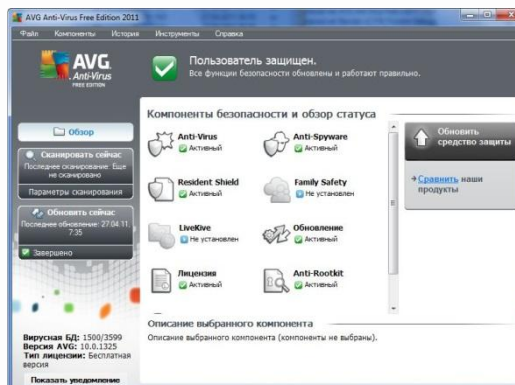 AVG Anti-Virus Free Edition 2011
Файл Компоненты История Инструменты Справка
AVG.
Anti-Virus
FREE EDITION
Пользователь защищен.
Все функции безопасности обновлены и работают правильно.
Обзор
Сканировать сейчас
Последнее сканирование: Еще
не сканировано
Параметры сканирования
Обновить сейчас
Последнее обновление: 27.04.11,
7:35
Завершено
Вирусная БД: 1500/3599
Версия AVG: 10.0.1325
Тип лицензии: Бесплатная
версия
Показать уведомление
Компоненты безопасности и обзор статуса
Anti-Virus
Активный
Anti-Spyware
Активный
Resident Shield
Активный
Family Safety
Не установлен
LiveKive
Не установлен
Обновление
Активный
Лицензия
Активный
Anti-Rootkit
Активный
Описание выбранного компонента
Описание выбранного компонента (компоненты не выбраны).
Обновить
средство защиты
Сравнить наши
продукты